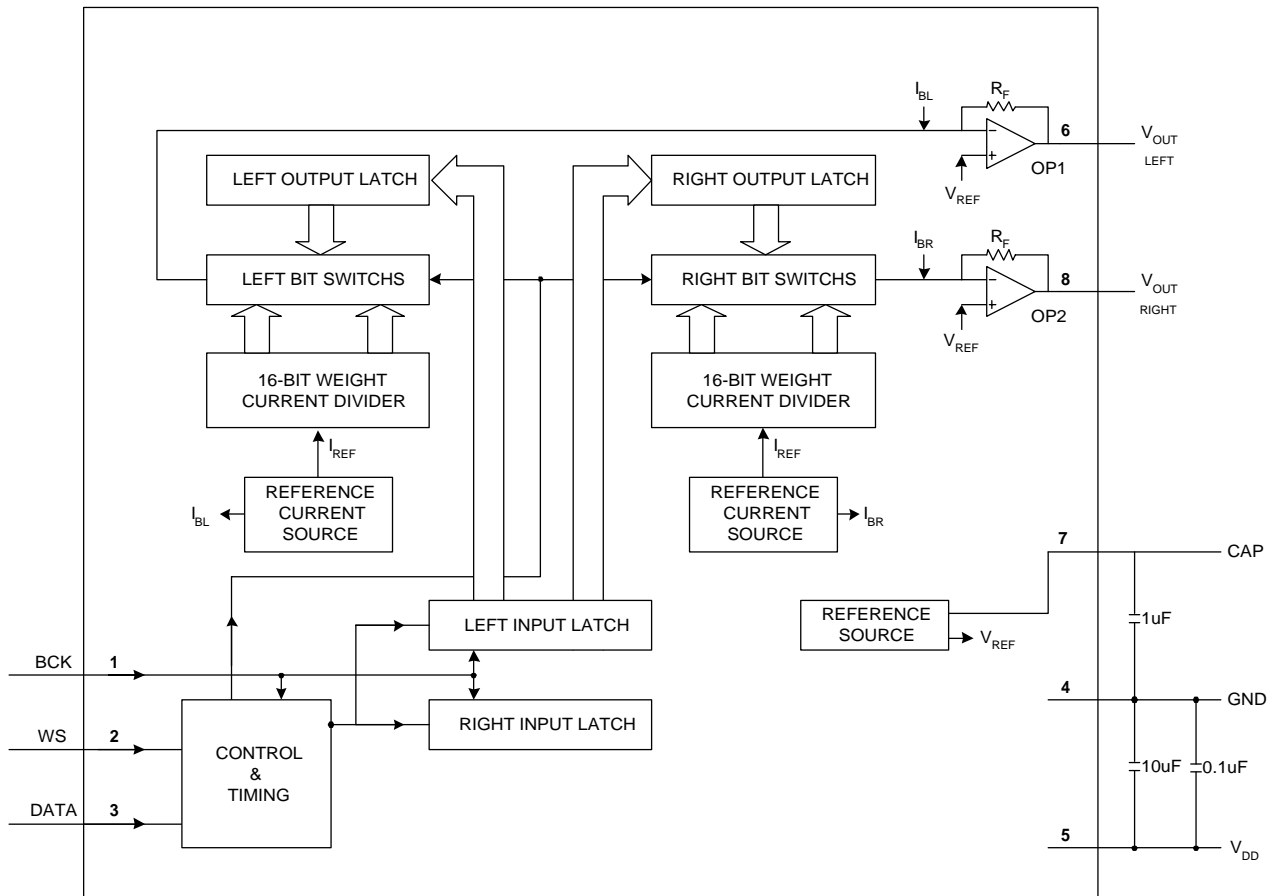 I_BL
R_F
6
V_OUT
LEFT
OP1
V_REF
LEFT OUTPUT LATCH
RIGHT OUTPUT LATCH
I_BR
R_F
8
V_OUT
RIGHT
OP2
V_REF
LEFT BIT SWITCHS
RIGHT BIT SWITCHS
16-BIT WEIGHT
CURRENT DIVIDER
16-BIT WEIGHT
CURRENT DIVIDER
I_REF
I_REF
REFERENCE
CURRENT
SOURCE
I_BL
REFERENCE
CURRENT
SOURCE
I_BR
7
CAP
LEFT INPUT LATCH
REFERENCE
SOURCE
V_REF
1uF
BCK
1
4
GND
RIGHT INPUT LATCH
WS
2
CONTROL
&
TIMING
10uF
0.1uF
DATA
3
5
V_DD